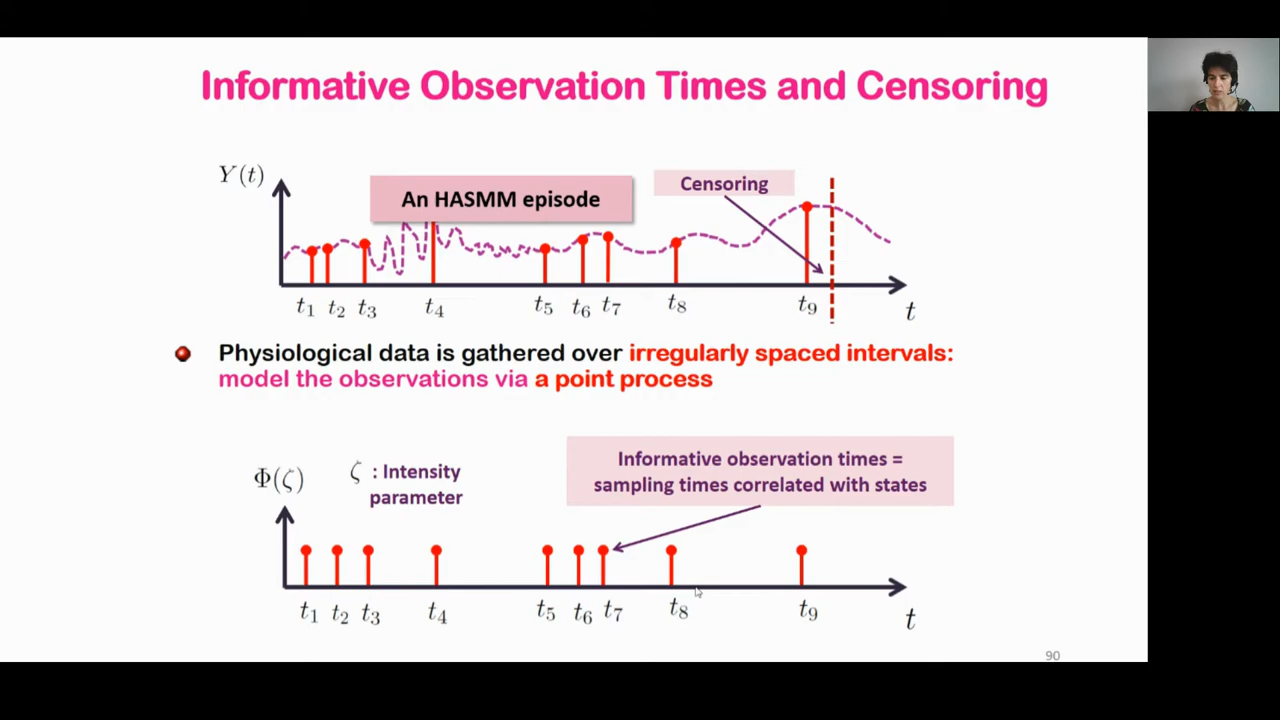 Informative Observation Times and Censoring
Y(t)
An HASMM episode
Censoring
t₁ t₂ t₃ t₄ t₅ t₆ t₇ t₈ t₉ t
Physiological data is gathered over irregularly spaced intervals:
model the observations via a point process
Φ(ζ)
ζ : Intensity
parameter
Informative observation times =
sampling times correlated with states
t₁ t₂ t₃ t₄ t₅ t₆ t₇ t₈ t₉ t
90